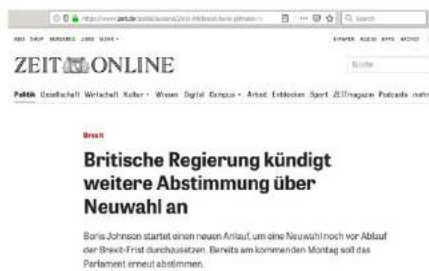 Suche
ZEIT ONLINE
Politik Gesellschaft Wirtschaft Kultur Wissen Digital Campus Arbeit Entdecken Sport ZEITmagazin Podcasts mehr
Brexit
Britische Regierung kündigt
weitere Abstimmung über
Neuwahl an
Boris Johnson startet einen neuen Anlauf, um eine Neuwahl noch vor Ablauf
der Brexit-Frist durchzusetzen. Bereits am kommenden Montag soll das
Parlament erneut abstimmen.